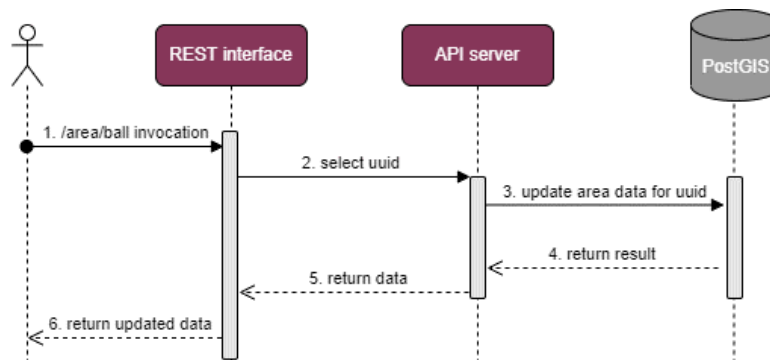 REST interface
API server
PostGIS
1. /area/ball invocation
2. select uuid
3. update area data for uuid
4. return result
5. return data
6. return updated data